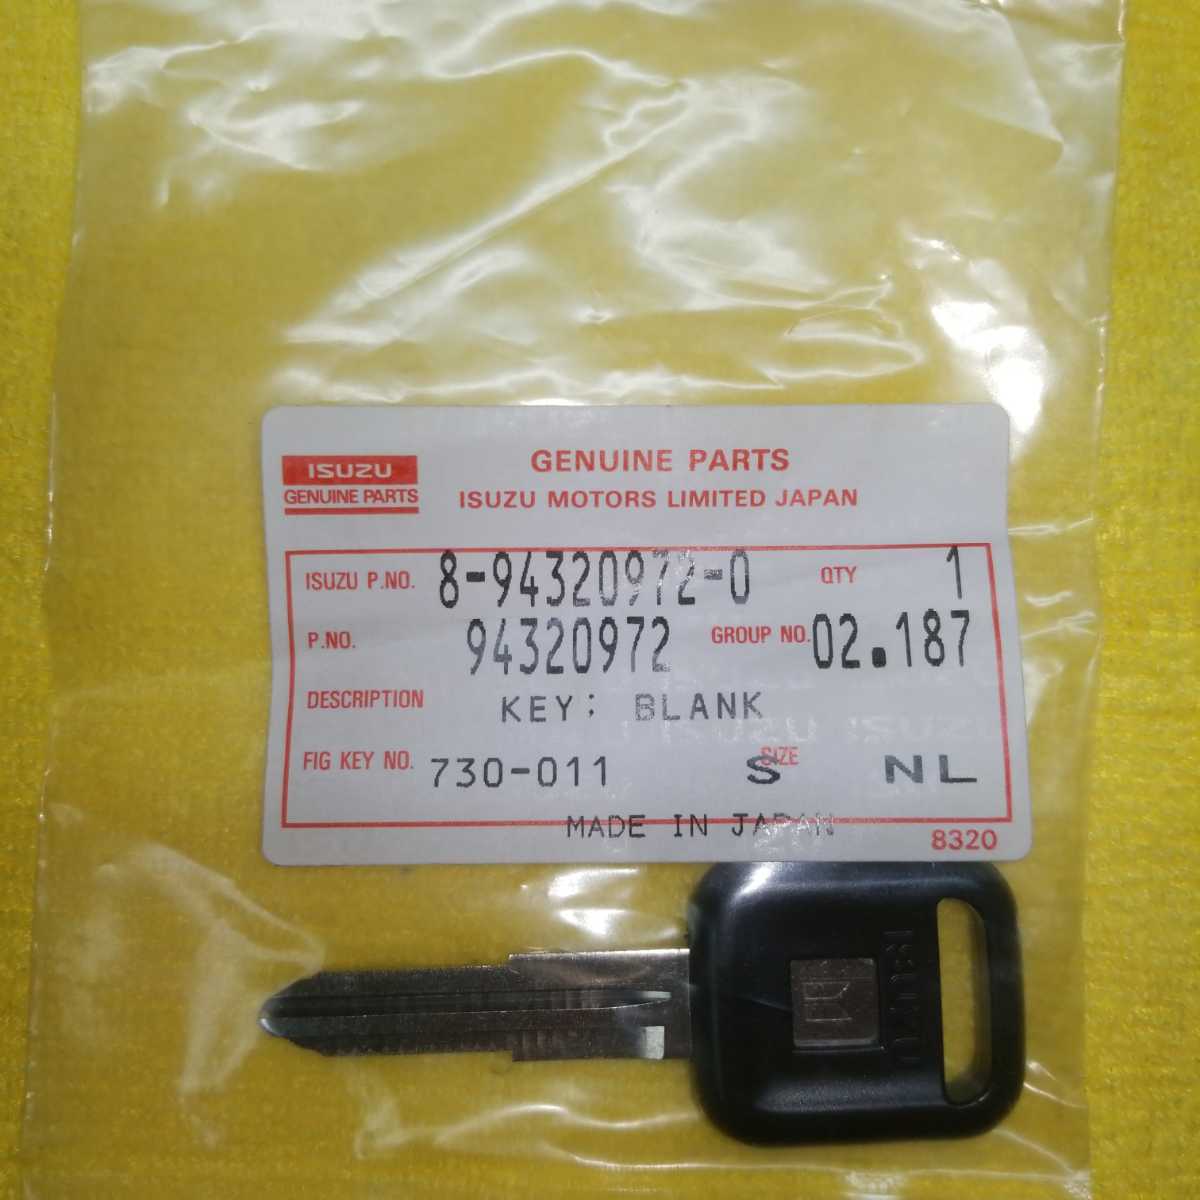 ISUZU
GENUINE PARTS
GENUINE PARTS
ISUZU MOTORS LIMITED JAPAN
ISUZU P.NO. 8-94320972-0 QTY 1
P.NO. 94320972 GROUP NO. 02.187
DESCRIPTION KEY; BLANK
FIG KEY NO. 730-011 SIZE S NL
MADE IN JAPAN
8320
ISUZU